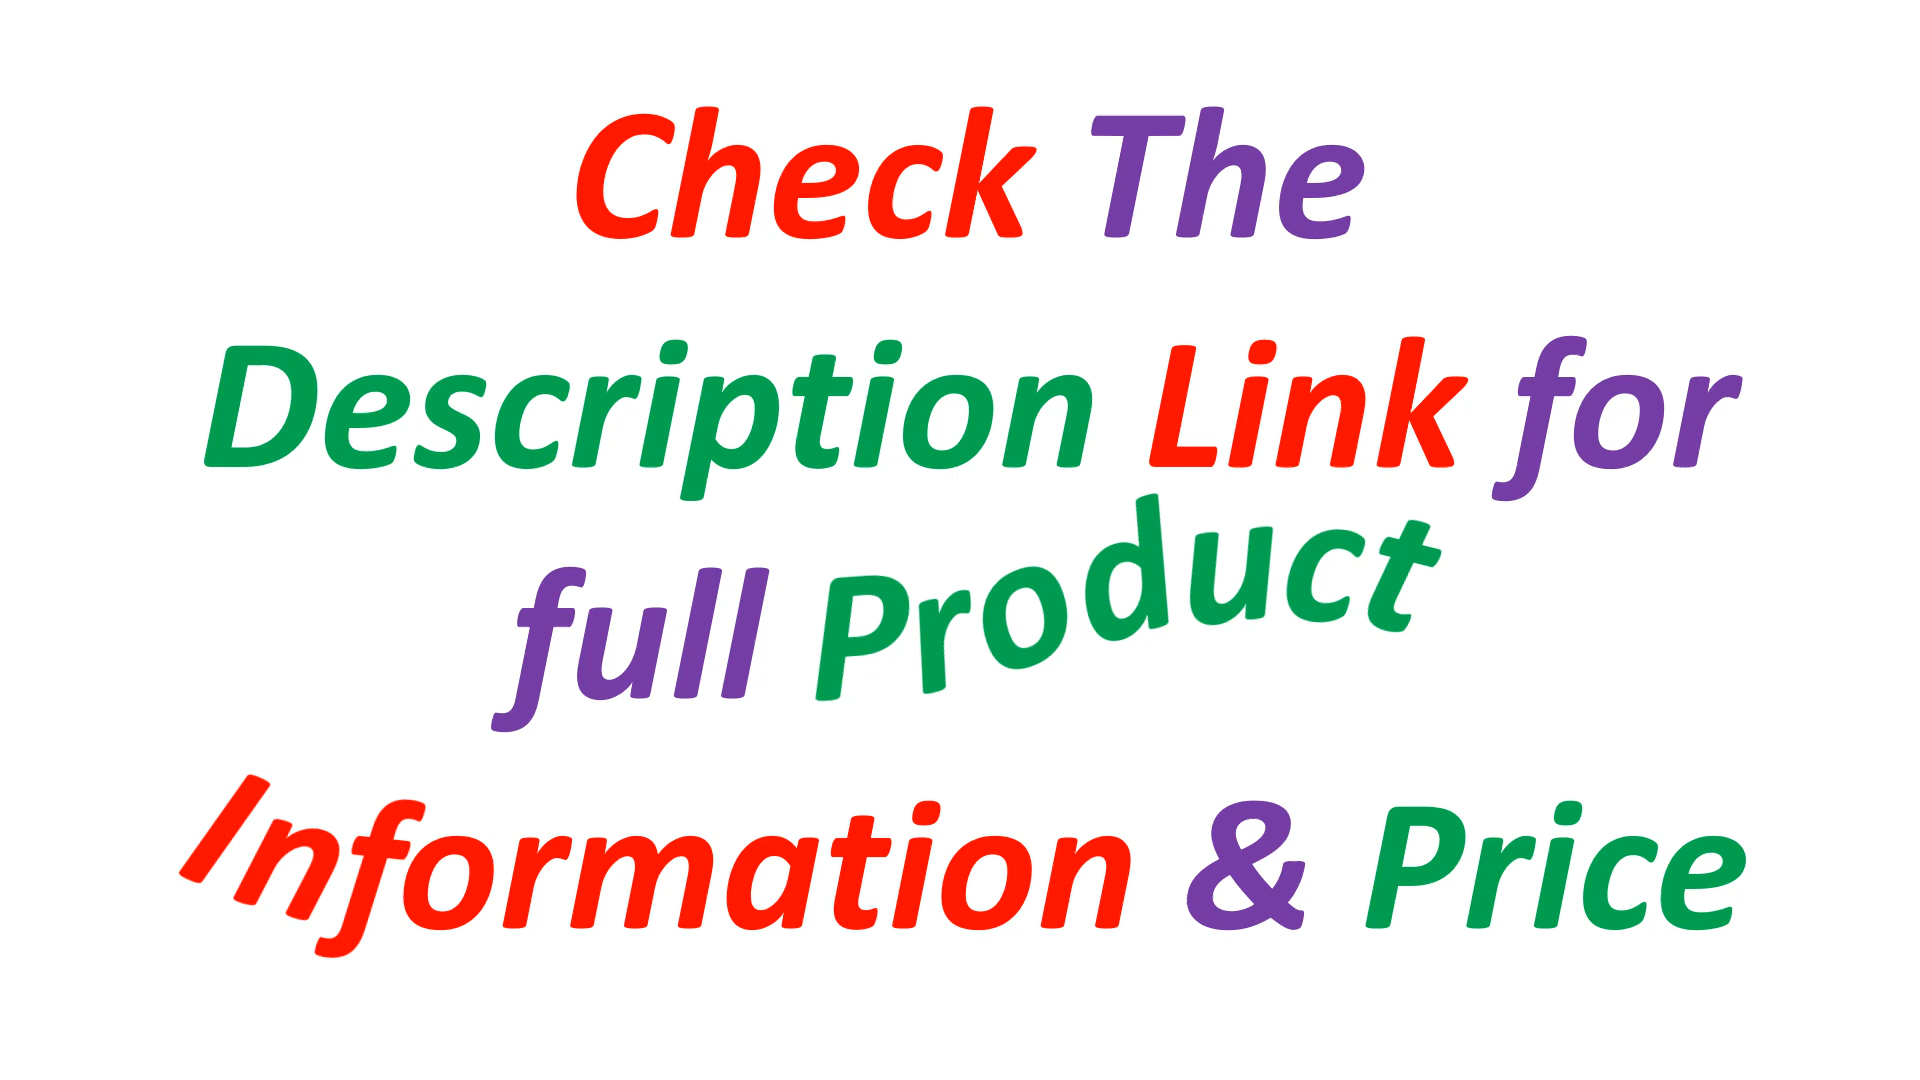 Check The
Description Link for
full Product
Information & Price